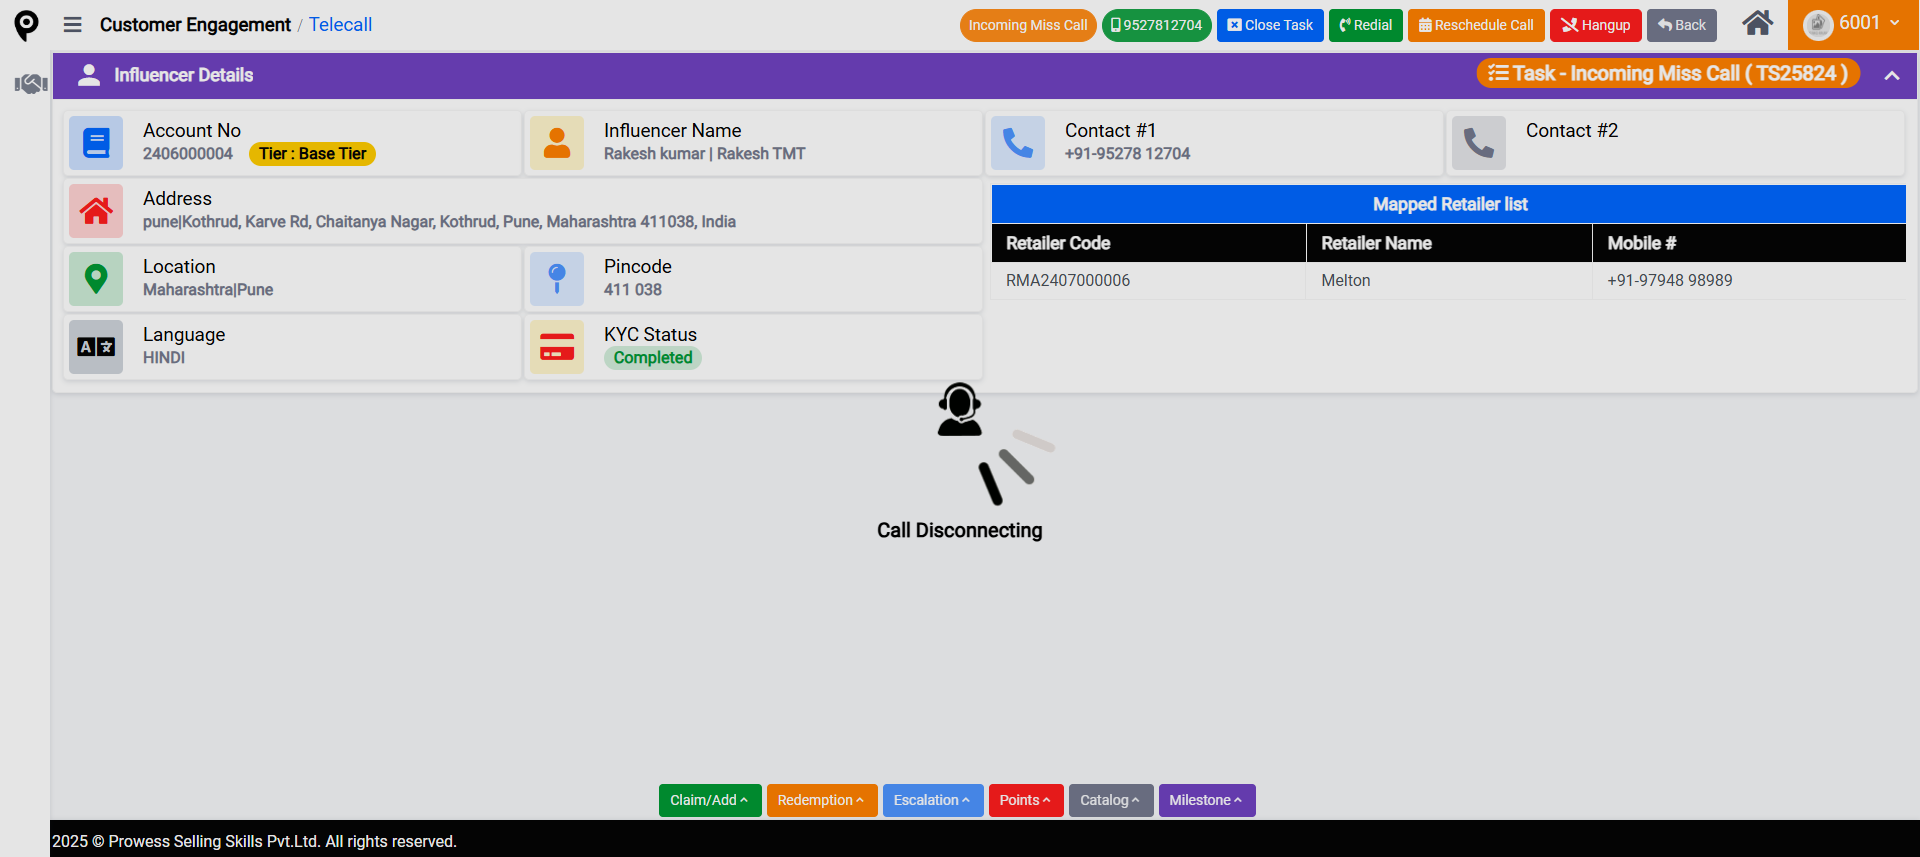 Customer Engagement / Telecall
Incoming Miss Call
9527812704
Close Task
Redial
Reschedule Call
Hangup
Back
6001
Influencer Details
Task - Incoming Miss Call ( TS25824 )
Account No
2406000004 Tier : Base Tier
Influencer Name
Rakesh kumar | Rakesh TMT
Contact #1
+91-95278 12704
Contact #2
Address
pune|Kothrud, Karve Rd, Chaitanya Nagar, Kothrud, Pune, Maharashtra 411038, India
Location
Maharashtra|Pune
Pincode
411 038
Language
HINDI
KYC Status
Completed
Mapped Retailer list
Retailer Code Retailer Name Mobile #
RMA2407000006 Melton +91-97948 98989
Call Disconnecting
Claim/Add
Redemption
Escalation
Points
Catalog
Milestone
2025 © Prowess Selling Skills Pvt.Ltd. All rights reserved.